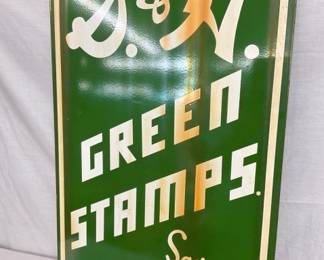 S. & H.
GREEN
STAMPS.